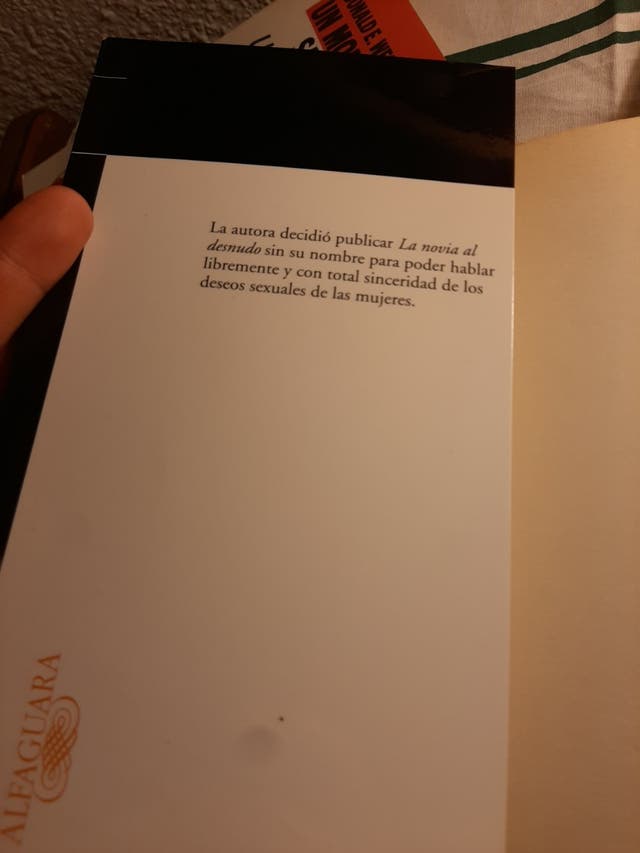 La autora decidió publicar La novia al
desnudo sin su nombre para poder hablar
libremente y con total sinceridad de los
deseos sexuales de las mujeres.
ALFAGUARA
UN